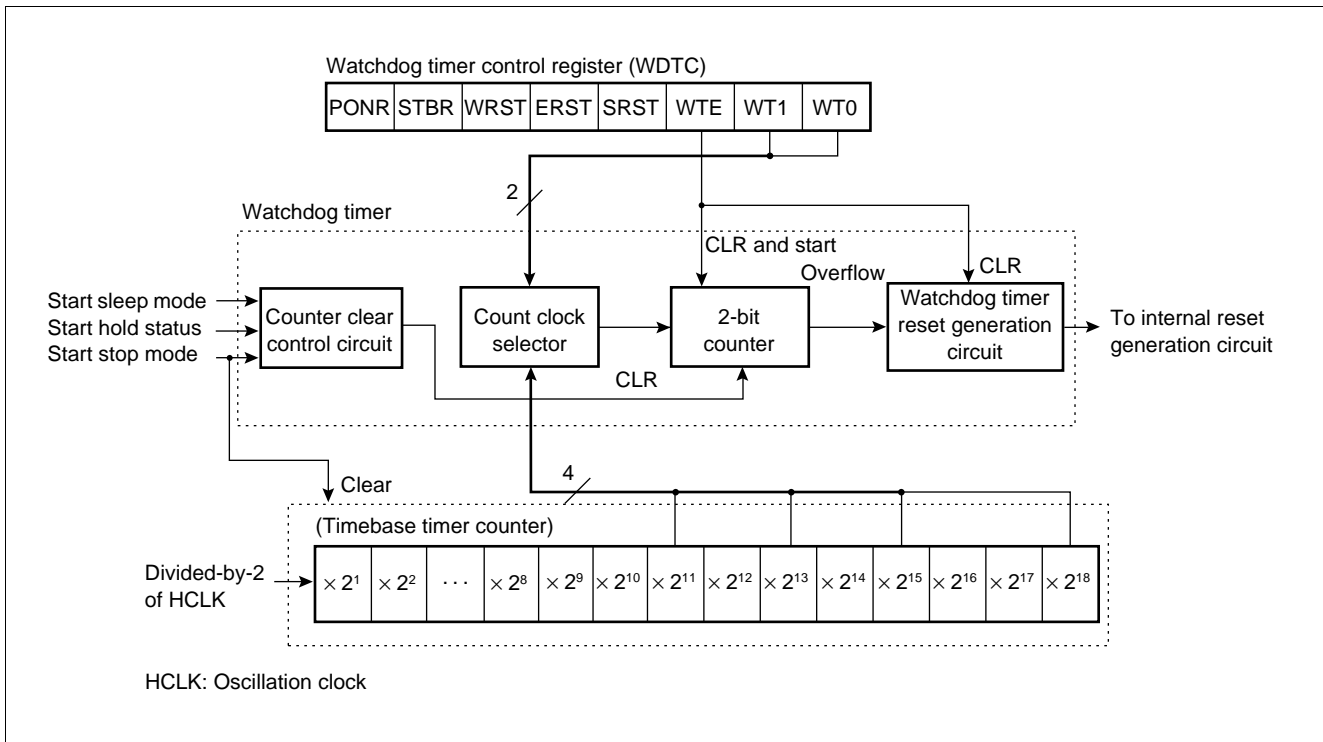 Watchdog timer control register (WDTC)
PONR STBR WRST ERST SRST WTE WT1 WT0
2
Watchdog timer
CLR and start
Overflow
CLR
Start sleep mode
Start hold status
Start stop mode
Counter clear
control circuit
Count clock
selector
2-bit
counter
Watchdog timer
reset generation
circuit
To internal reset
generation circuit
CLR
4
Clear
(Timebase timer counter)
Divided-by-2
of HCLK
× 2¹ × 2² ··· × 2⁸ × 2⁹ × 2¹⁰ × 2¹¹ × 2¹² × 2¹³ × 2¹⁴ × 2¹⁵ × 2¹⁶ × 2¹⁷ × 2¹⁸
HCLK: Oscillation clock